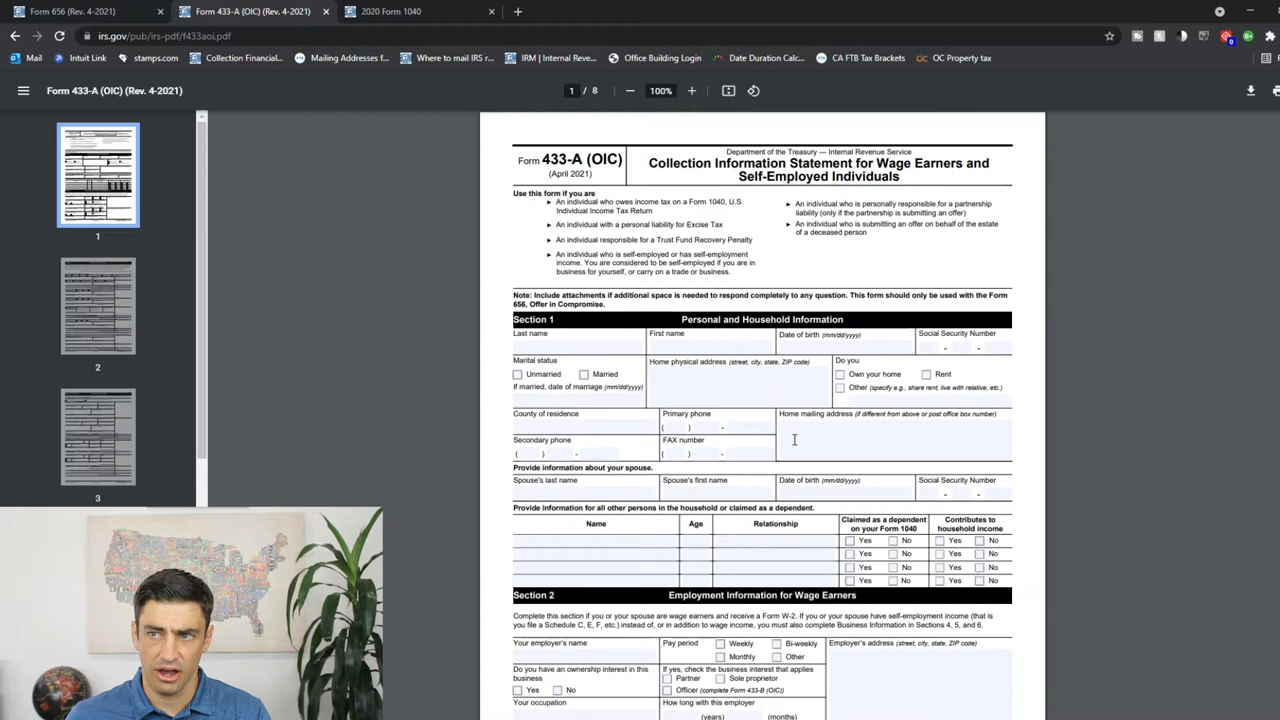 Form 656 (Rev. 4-2021)
Form 433-A (OIC) (Rev. 4-2021)
2020 Form 1040
irs.gov/pub/irs-pdf/f433aoi.pdf
Mail
Intuit Link
stamps.com
Collection Financial...
Mailing Addresses f...
Where to mail IRS r...
IRM | Internal Reve...
Office Building Login
Date Duration Calc...
CA FTB Tax Brackets
OC Property tax
Form 433-A (OIC) (Rev. 4-2021)
1 / 8
100%
1
2
3
Form 433-A (OIC)
(April 2021)
Department of the Treasury — Internal Revenue Service
Collection Information Statement for Wage Earners and
Self-Employed Individuals
Use this form if you are
► An individual who owes income tax on a Form 1040, U.S.
Individual Income Tax Return
► An individual with a personal liability for Excise Tax
► An individual responsible for a Trust Fund Recovery Penalty
► An individual who is self-employed or has self-employment
income. You are considered to be self-employed if you are in
business for yourself, or carry on a trade or business.
► An individual who is personally responsible for a partnership
liability (only if the partnership is submitting an offer)
► An individual who is submitting an offer on behalf of the estate
of a deceased person
Note: Include attachments if additional space is needed to respond completely to any question. This form should only be used with the Form
656, Offer in Compromise.
Section 1 Personal and Household Information
Last name
First name
Date of birth (mm/dd/yyyy)
Social Security Number
- -
Marital status
Unmarried Married
If married, date of marriage (mm/dd/yyyy)
Home physical address (street, city, state, ZIP code)
Do you
Own your home Rent
Other (specify e.g., share rent, live with relative, etc.)
County of residence
Primary phone
( ) -
Home mailing address (if different from above or post office box number)
Secondary phone
( ) -
FAX number
( ) -
Provide information about your spouse.
Spouse's last name
Spouse's first name
Date of birth (mm/dd/yyyy)
Social Security Number
- -
Provide information for all other persons in the household or claimed as a dependent.
Name
Age
Relationship
Claimed as a dependent
on your Form 1040
Contributes to
household income
Yes No Yes No
Yes No Yes No
Yes No Yes No
Yes No Yes No
Section 2 Employment Information for Wage Earners
Complete this section if you or your spouse are wage earners and receive a Form W-2. If you or your spouse have self-employment income (that is
you file a Schedule C, E, F, etc.) instead of, or in addition to wage income, you must also complete Business Information in Sections 4, 5, and 6.
Your employer's name
Pay period
Weekly Bi-weekly
Monthly Other
Employer's address (street, city, state, ZIP code)
Do you have an ownership interest in this
business
Yes No
If yes, check the business interest that applies
Partner Sole proprietor
Officer (complete Form 433-B (OIC))
Your occupation
How long with this employer
(years) (months)